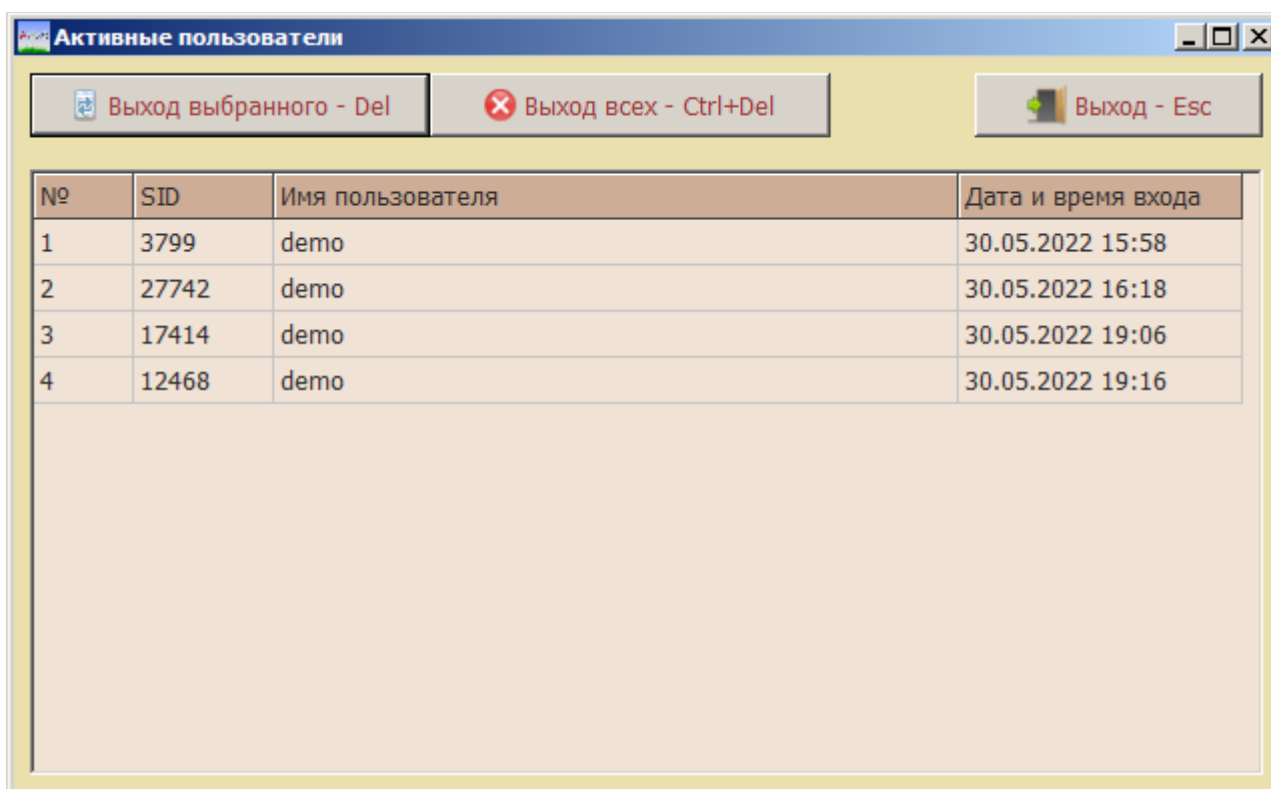 Активные пользователи
Выход выбранного - Del Выход всех - Ctrl+Del Выход - Esc
№ SID Имя пользователя Дата и время входа
1 3799 demo 30.05.2022 15:58
2 27742 demo 30.05.2022 16:18
3 17414 demo 30.05.2022 19:06
4 12468 demo 30.05.2022 19:16